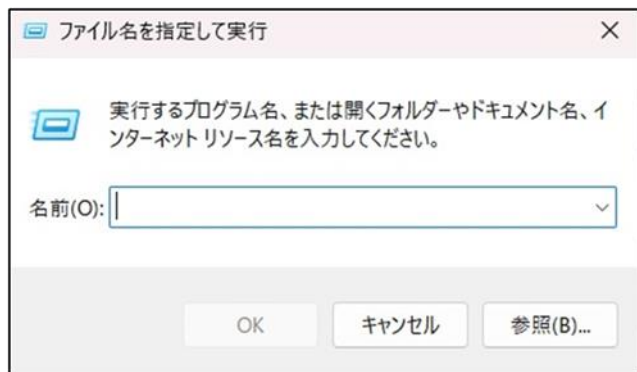 ファイル名を指定して実行
実行するプログラム名、または開くフォルダーやドキュメント名、イ
ンターネット リソース名を入力してください。
名前(O):
OK
キャンセル
参照(B)...